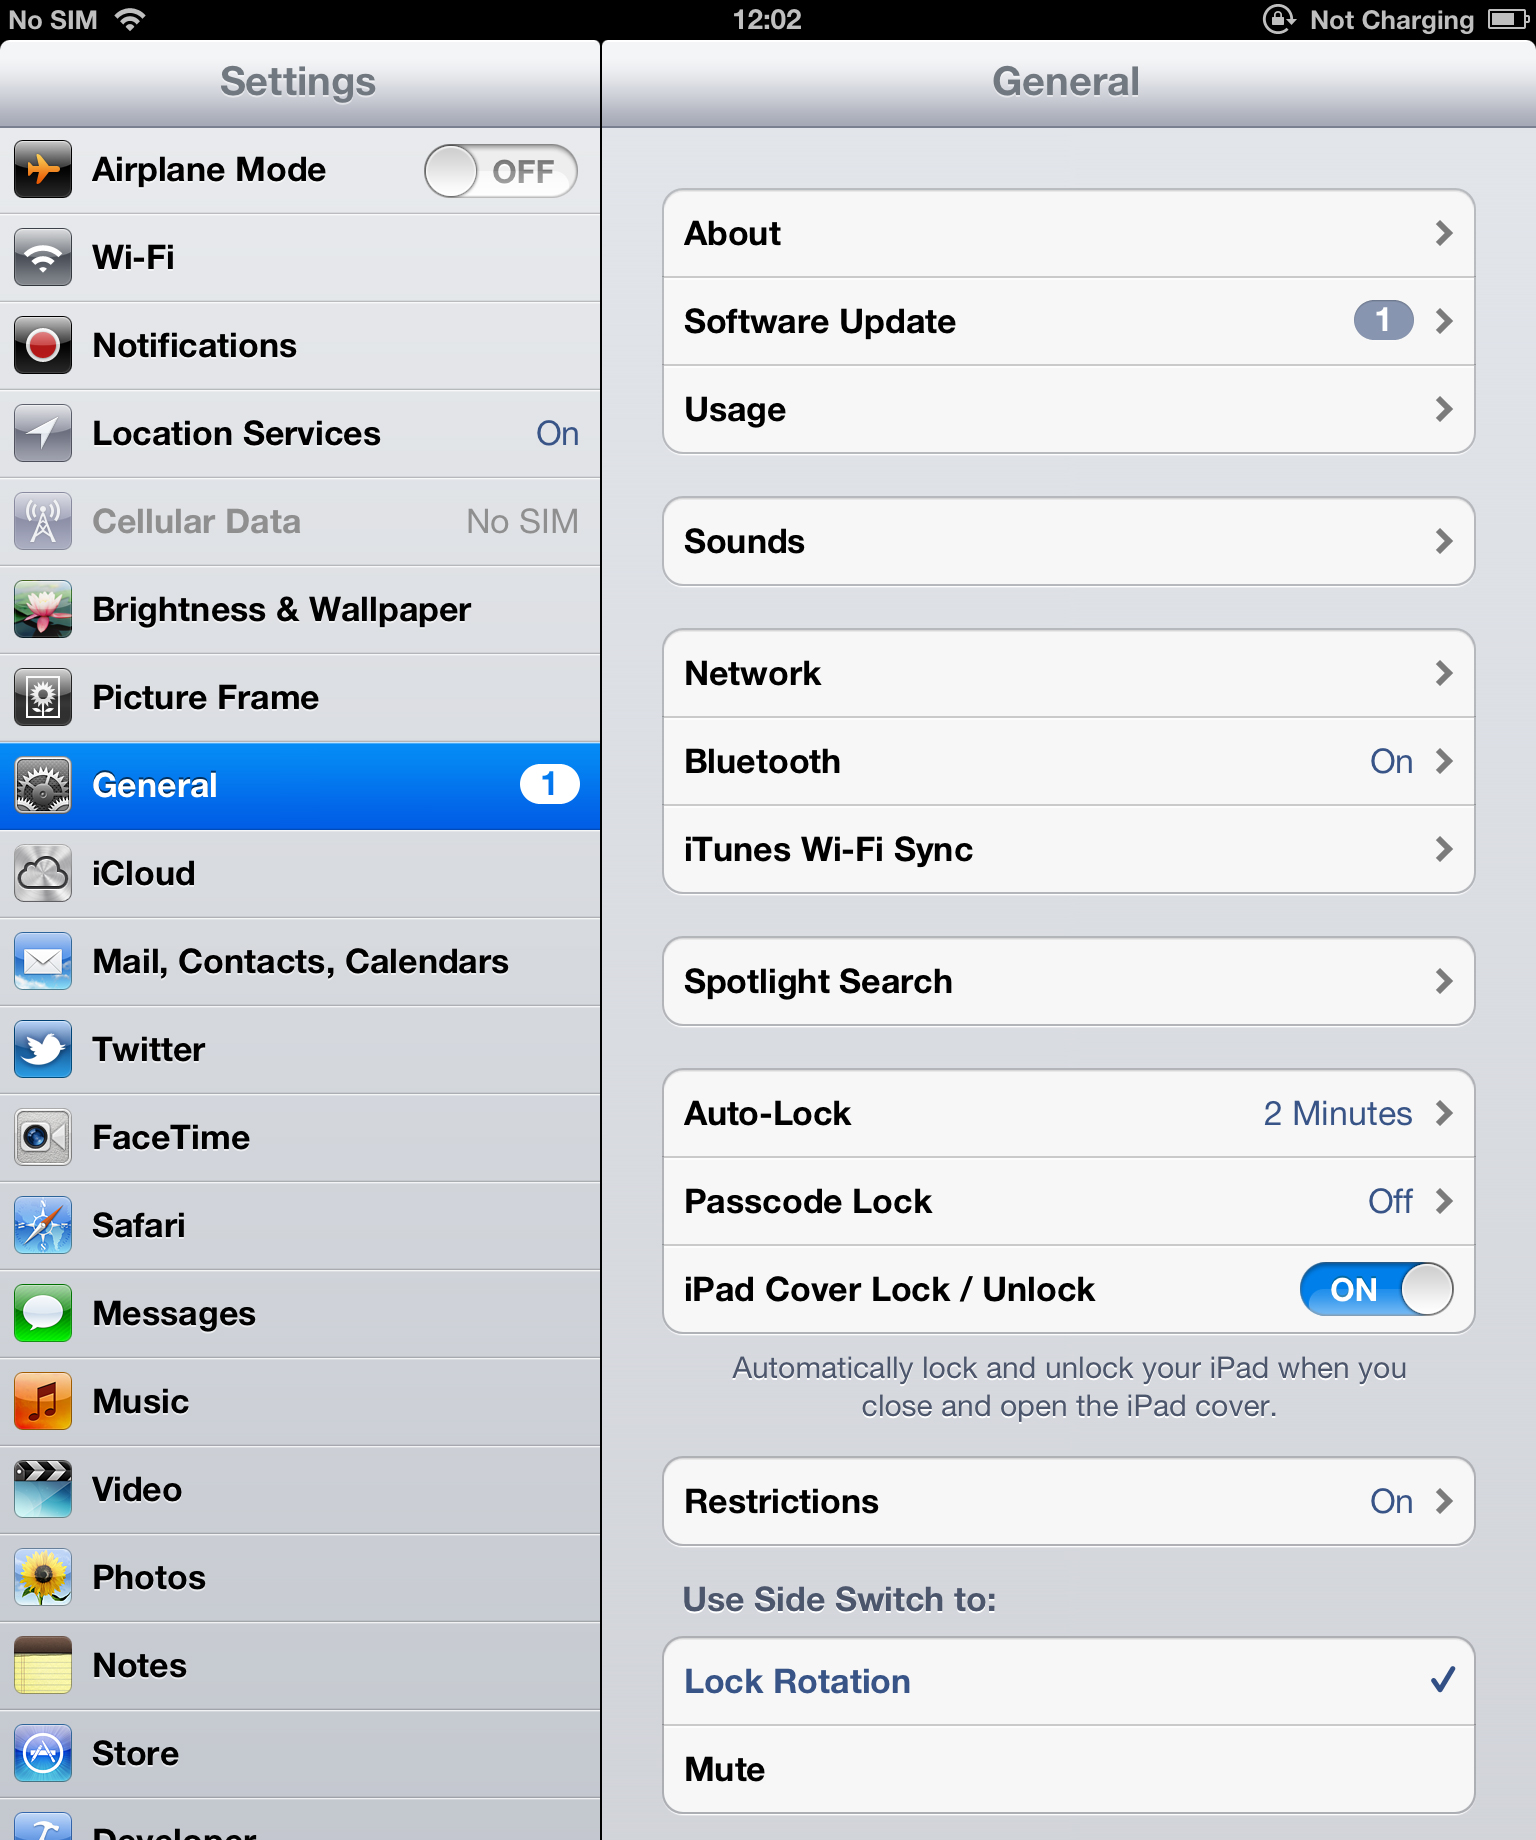 No SIM
12:02
Not Charging
Settings
Airplane Mode OFF
Wi-Fi
Notifications
Location Services On
Cellular Data No SIM
Brightness & Wallpaper
Picture Frame
General 1
iCloud
Mail, Contacts, Calendars
Twitter
FaceTime
Safari
Messages
Music
Video
Photos
Notes
Store
Developer
General
About
Software Update 1
Usage
Sounds
Network
Bluetooth On
iTunes Wi-Fi Sync
Spotlight Search
Auto-Lock 2 Minutes
Passcode Lock Off
iPad Cover Lock / Unlock ON
Automatically lock and unlock your iPad when you
close and open the iPad cover.
Restrictions On
Use Side Switch to:
Lock Rotation
Mute